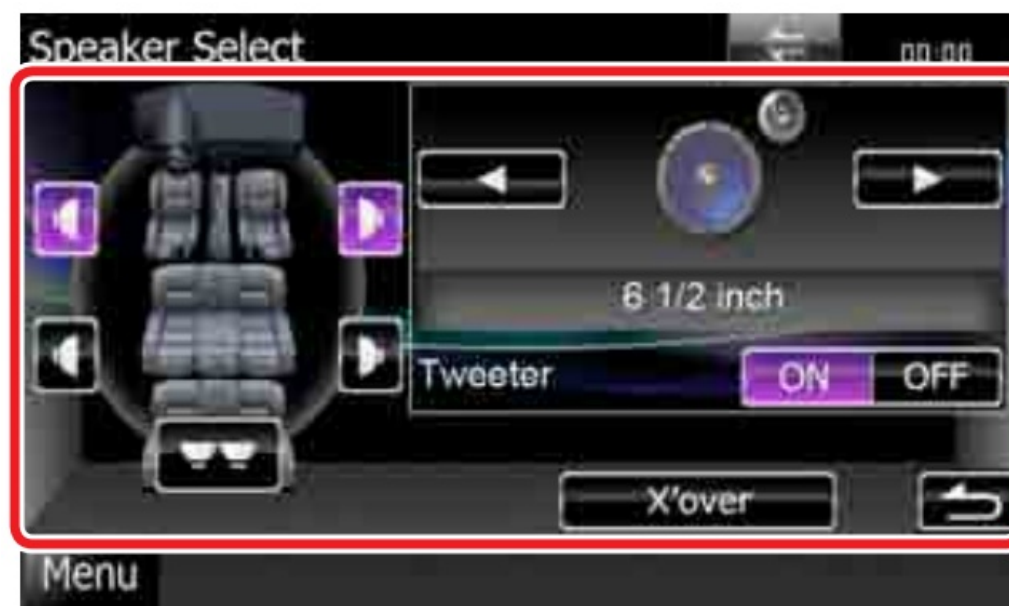 Speaker Select
00:00
6 1/2 inch
Tweeter
ON
OFF
X'over
Menu